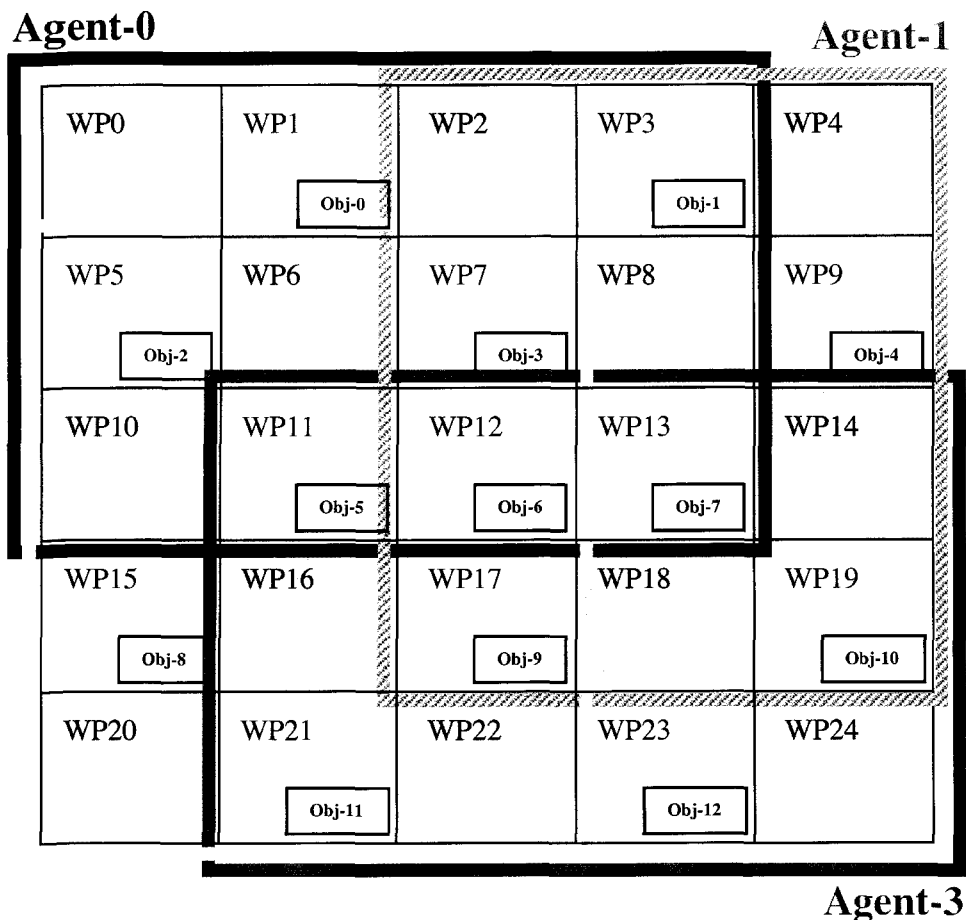 Agent-0
Agent-1
WP0 WP1 WP2 WP3 WP4
Obj-0 Obj-1
WP5 WP6 WP7 WP8 WP9
Obj-2 Obj-3 Obj-4
WP10 WP11 WP12 WP13 WP14
Obj-5 Obj-6 Obj-7
WP15 WP16 WP17 WP18 WP19
Obj-8 Obj-9 Obj-10
WP20 WP21 WP22 WP23 WP24
Obj-11 Obj-12
Agent-3